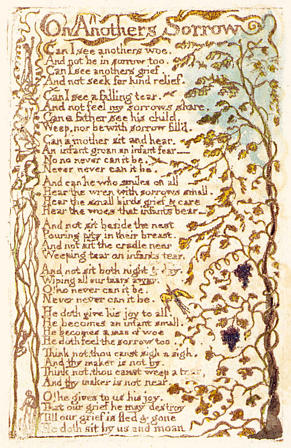 On Anothers Sorrow
Can I see anothers woe,
And not be in sorrow too.
Can I see anothers grief,
And not seek for kind relief.
Can I see a falling tear.
And not feel my sorrows share,
Can a father see his child,
Weep, nor be with sorrow fill'd.
Can a mother sit and hear,
An infant groan an infant fear
No no never can it be.
Never never can it be.
And can he who smiles on all
Hear the wren with sorrows small.
Hear the small birds grief & care
Hear the woes that infants bear
And not sit beside the nest
Pouring pity in their breast.
And not sit the cradle near
Weeping tear on infants tear.
And not sit both night & day.
Wiping all our tears away.
O! no never can it be.
Never never can it be.
He doth give his joy to all.
He becomes an infant small.
He becomes a man of woe
He doth feel the sorrow too.
Think not, thou canst sigh a sigh,
And thy maker is not by.
Think not, thou canst weep a tear,
And thy maker is not near
O! he gives to us his joy.
That our grief he may destroy
Till our grief is fled & gone
He doth sit by us and moan